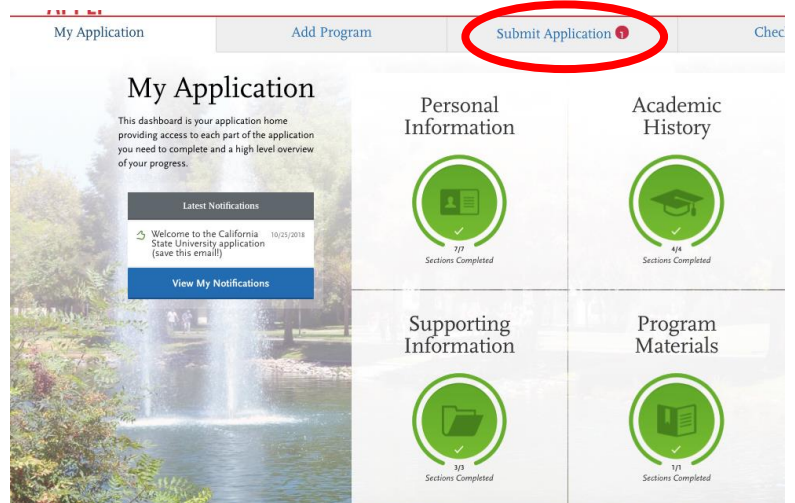 My Application
Add Program
Submit Application 1
My Application
This dashboard is your application home
providing access to each part of the application
you need to complete and a high level overview
of your progress.
Latest Notifications
Welcome to the California 10/25/2018
State University application
(save this email!)
View My Notifications
Personal
Information
7/7
Sections Completed
Academic
History
4/4
Sections Completed
Supporting
Information
3/3
Sections Completed
Program
Materials
1/1
Sections Completed